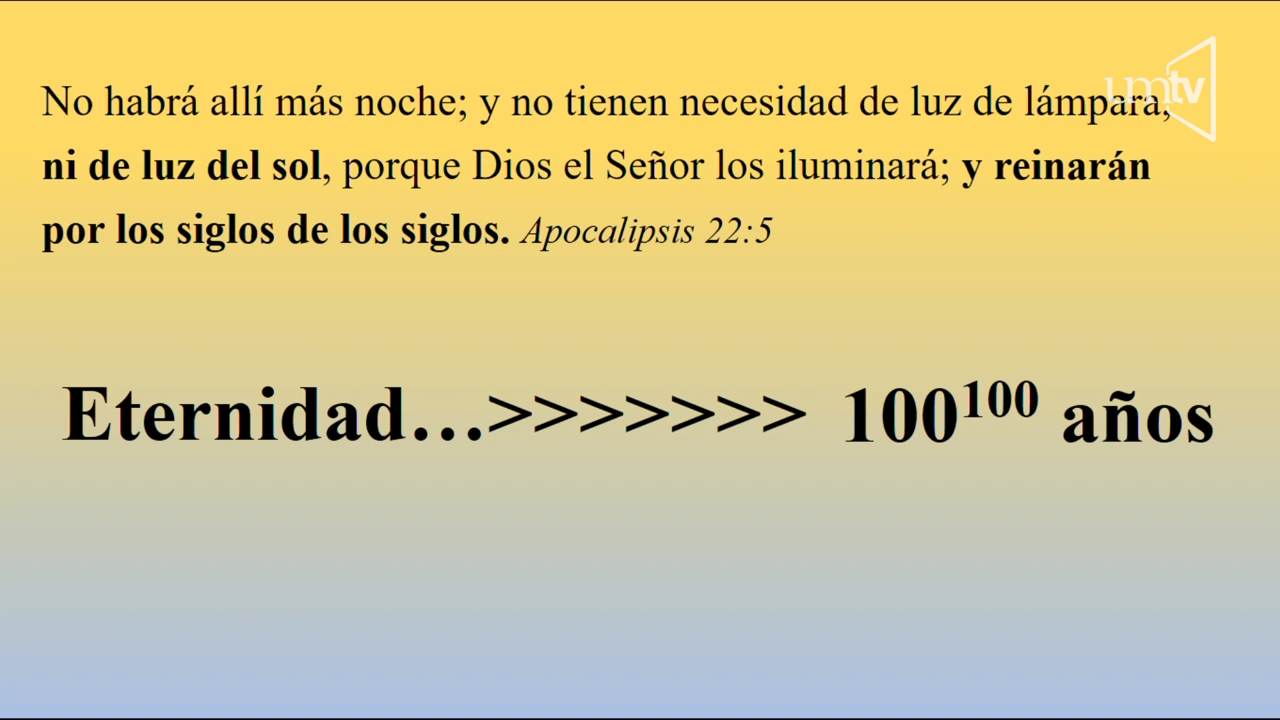 No habrá allí más noche; y no tienen necesidad de luz de lámpara,
ni de luz del sol, porque Dios el Señor los iluminará; y reinarán
por los siglos de los siglos. Apocalipsis 22:5
Eternidad...>>>>>>> 100¹⁰⁰ años
umtv